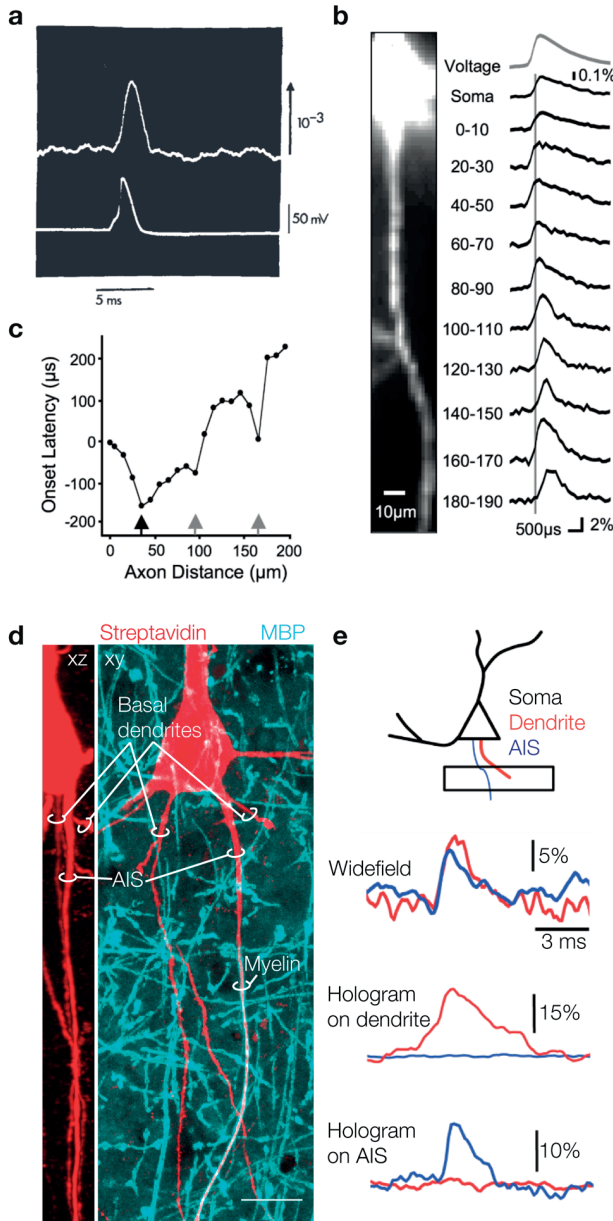 a
10⁻³
50 mV
5 ms
b
Voltage
0.1%
Soma
0-10
20-30
40-50
60-70
80-90
100-110
120-130
140-150
160-170
180-190
10µm
500µs
2%
c
Onset Latency (µs)
200
100
0
-100
-200
0
50
100
150
200
Axon Distance (µm)
d
Streptavidin
MBP
xz
xy
Basal
dendrites
AIS
Myelin
e
Soma
Dendrite
AIS
Widefield
5%
3 ms
Hologram
on dendrite
15%
Hologram
on AIS
10%